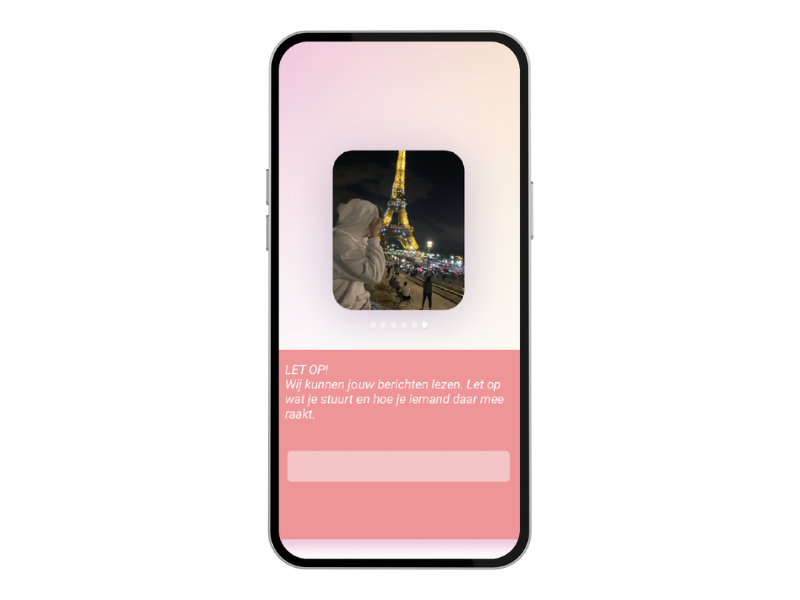 LET OP!
Wij kunnen jouw berichten lezen. Let op
wat je stuurt en hoe je iemand daar mee
raakt.